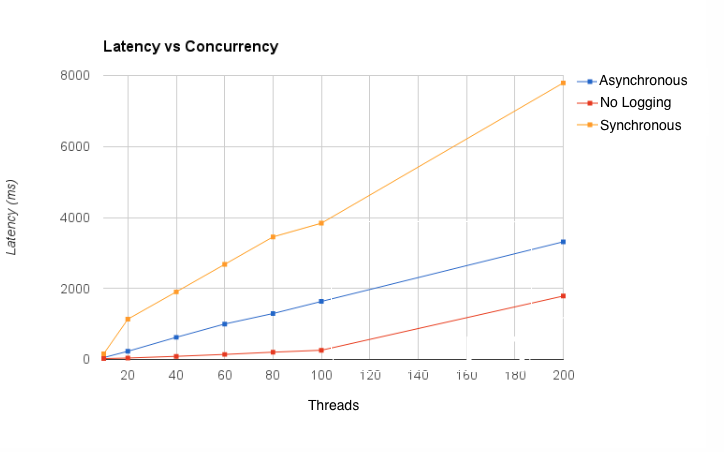 Latency vs Concurrency
8000
6000
4000
2000
0
Latency (ms)
20 40 60 80 100 120 140 160 180 200
Threads
Asynchronous
No Logging
Synchronous